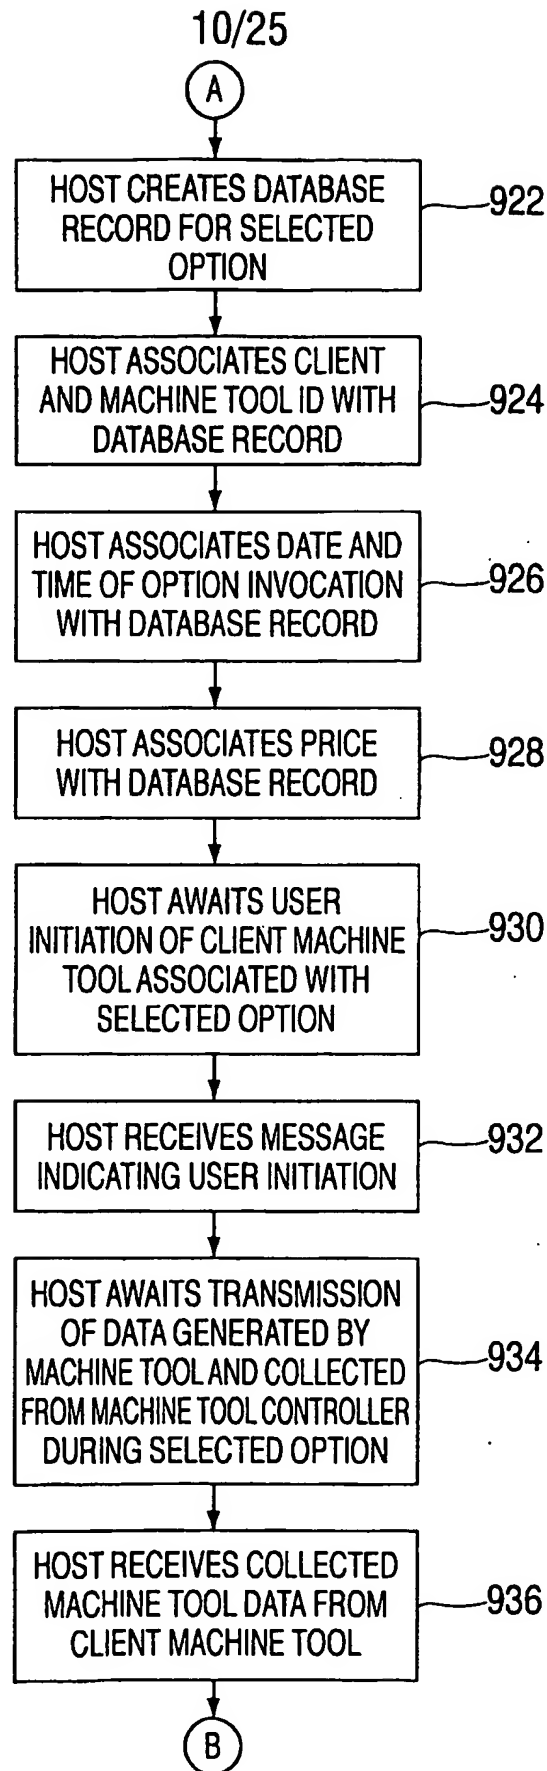 10/25
A
HOST CREATES DATABASE
RECORD FOR SELECTED
OPTION
922
HOST ASSOCIATES CLIENT
AND MACHINE TOOL ID WITH
DATABASE RECORD
924
HOST ASSOCIATES DATE AND
TIME OF OPTION INVOCATION
WITH DATABASE RECORD
926
HOST ASSOCIATES PRICE
WITH DATABASE RECORD
928
HOST AWAITS USER
INITIATION OF CLIENT MACHINE
TOOL ASSOCIATED WITH
SELECTED OPTION
930
HOST RECEIVES MESSAGE
INDICATING USER INITIATION
932
HOST AWAITS TRANSMISSION
OF DATA GENERATED BY
MACHINE TOOL AND COLLECTED
FROM MACHINE TOOL CONTROLLER
DURING SELECTED OPTION
934
HOST RECEIVES COLLECTED
MACHINE TOOL DATA FROM
CLIENT MACHINE TOOL
936
B